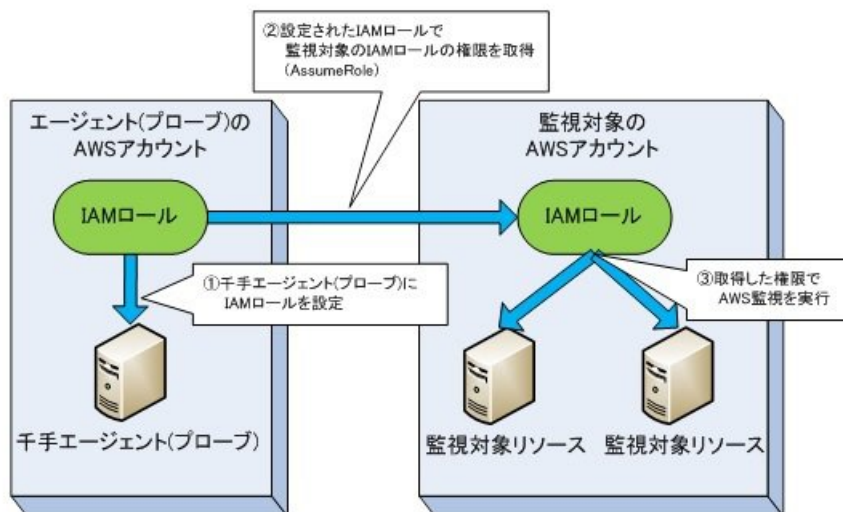 ②設定されたIAMロールで
監視対象のIAMロールの権限を取得
(AssumeRole)
エージェント(プローブ)の
AWSアカウント
監視対象の
AWSアカウント
IAMロール
IAMロール
①千手エージェント(プローブ)に
IAMロールを設定
③取得した権限で
AWS監視を実行
千手エージェント(プローブ)
監視対象リソース
監視対象リソース